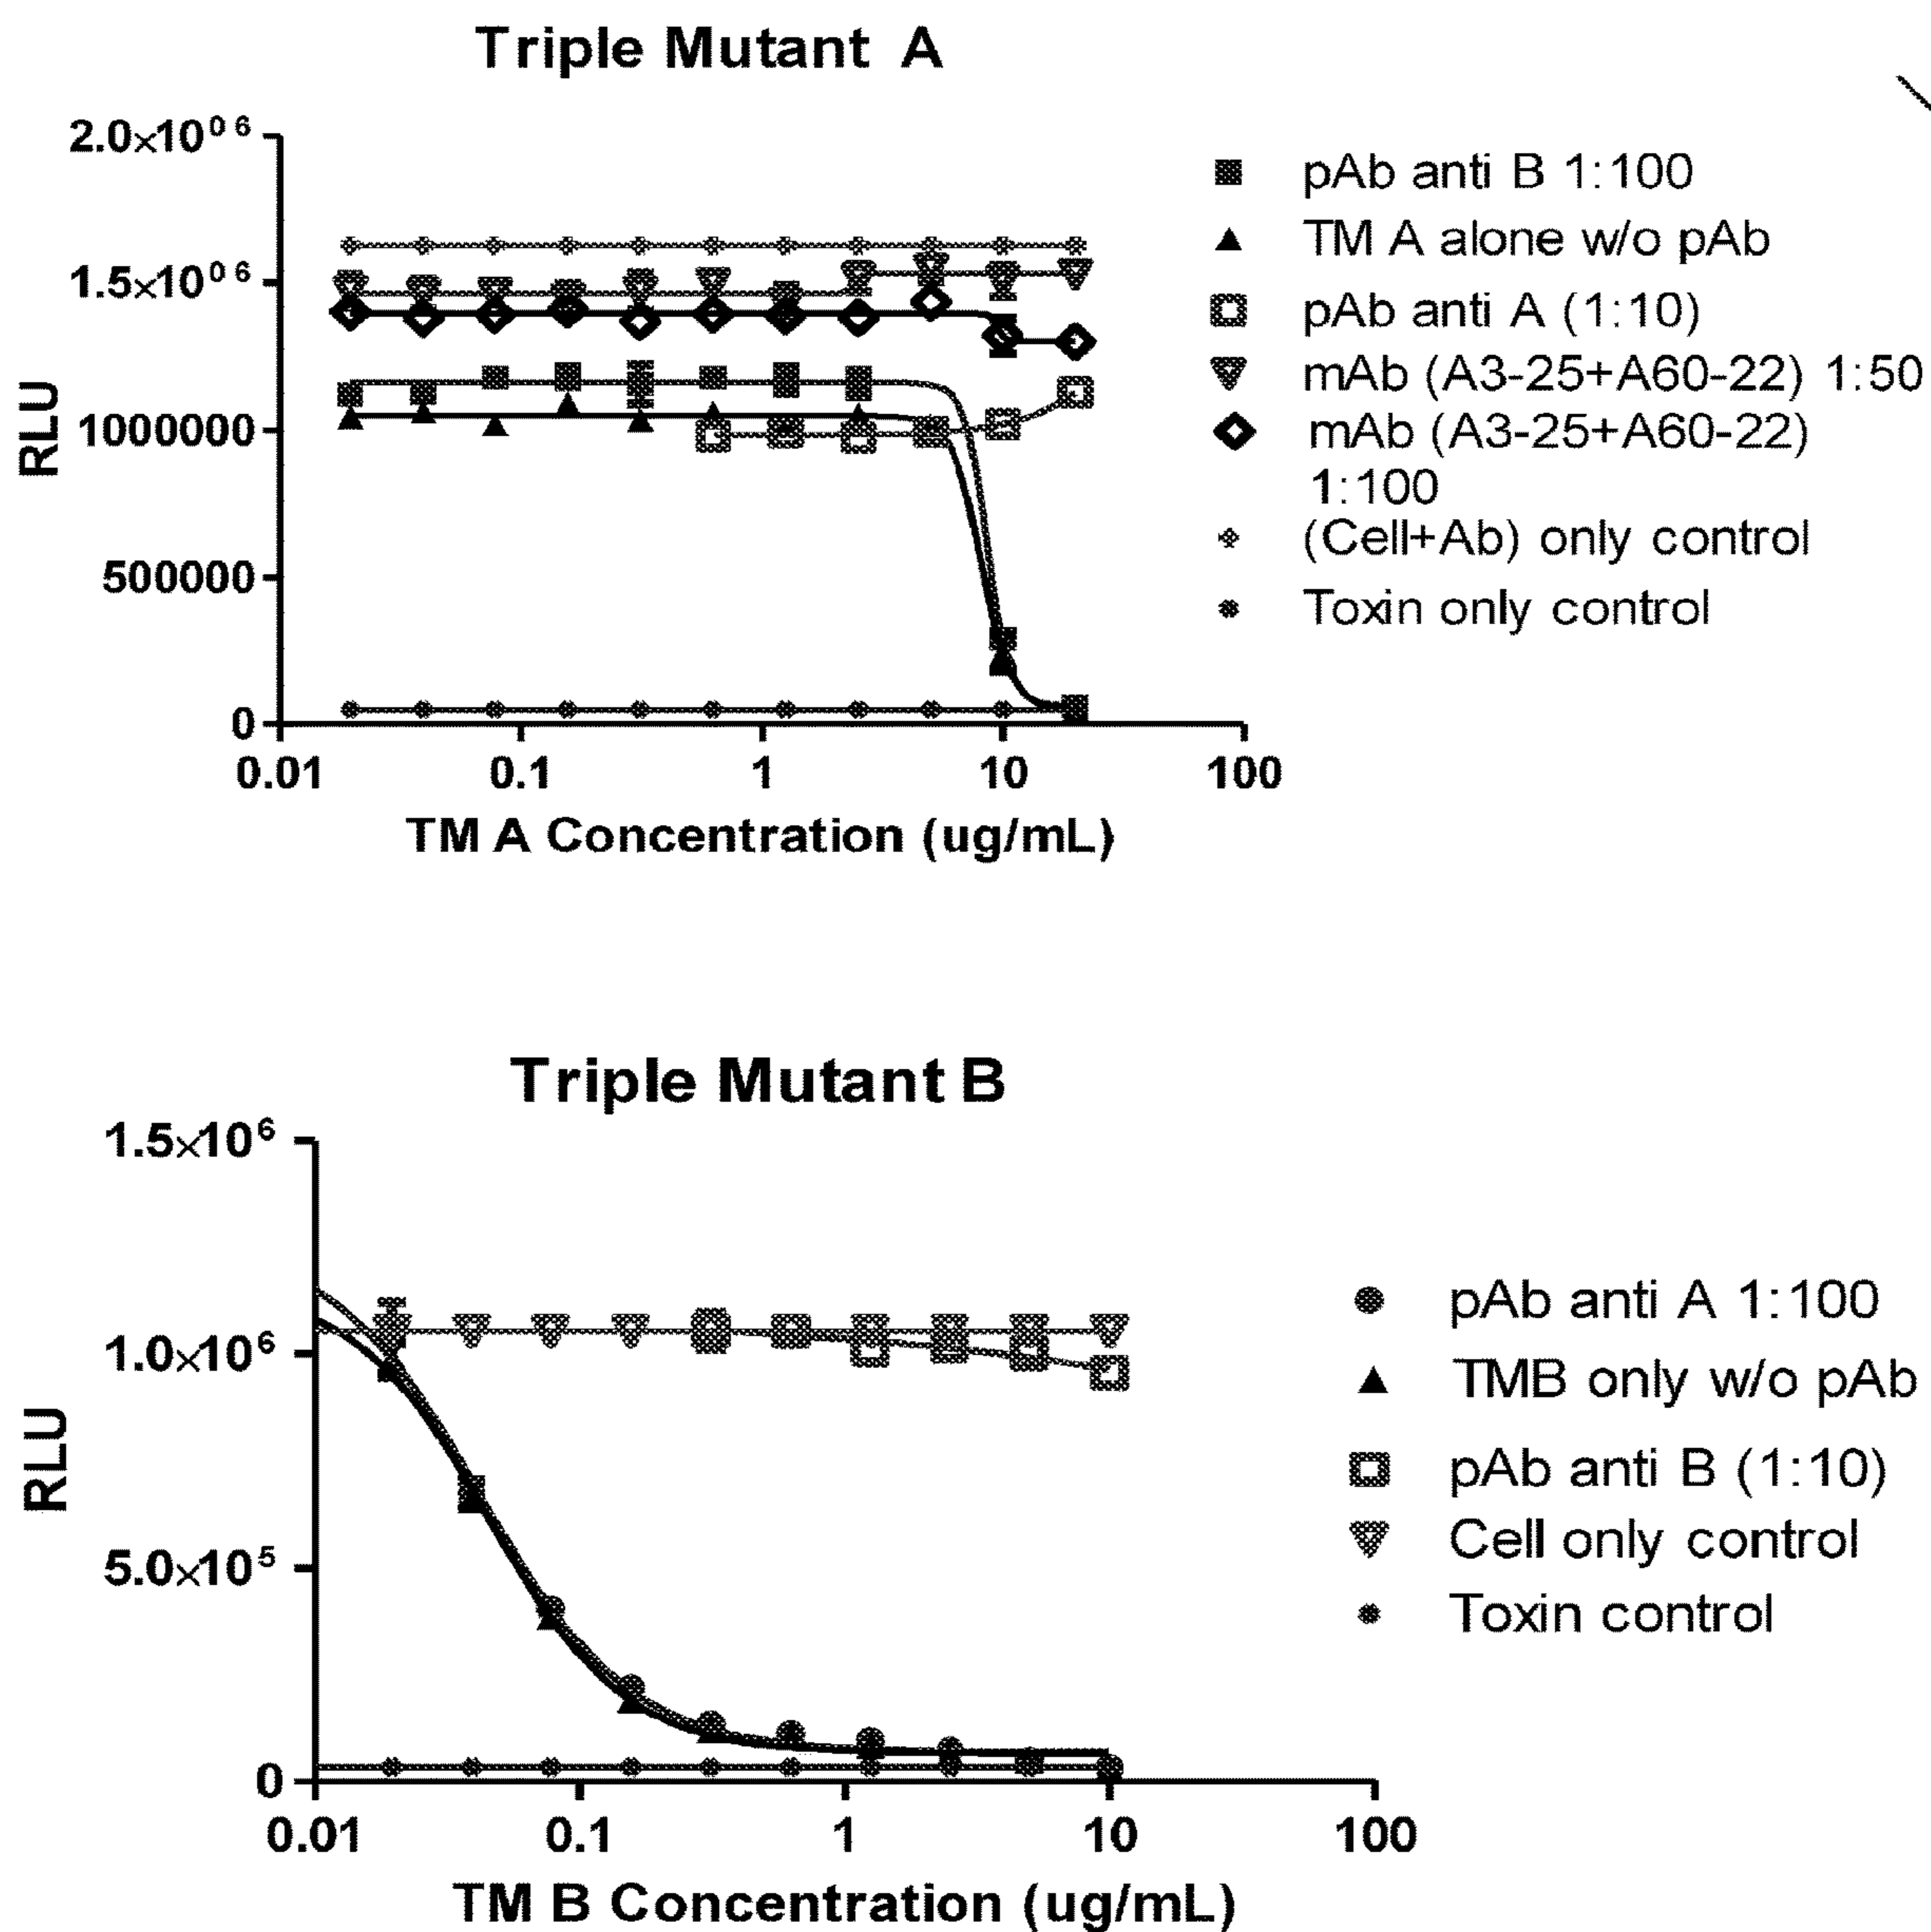 Triple Mutant A
2.0×10⁰⁶
1.5×10⁰⁶
1000000
500000
0
RLU
0.01 0.1 1 10 100
TM A Concentration (ug/mL)
pAb anti B 1:100
TM A alone w/o pAb
pAb anti A (1:10)
mAb (A3-25+A60-22) 1:50
mAb (A3-25+A60-22)
1:100
(Cell+Ab) only control
Toxin only control
Triple Mutant B
1.5×10⁶
1.0×10⁶
5.0×10⁵
0
RLU
0.01 0.1 1 10 100
TM B Concentration (ug/mL)
pAb anti A 1:100
TMB only w/o pAb
pAb anti B (1:10)
Cell only control
Toxin control